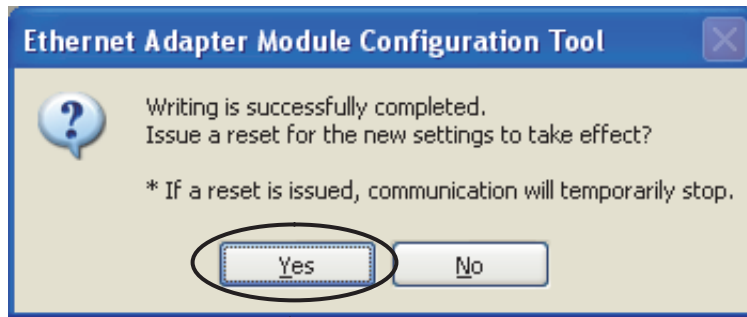 Ethernet Adapter Module Configuration Tool
Writing is successfully completed.
Issue a reset for the new settings to take effect?
* If a reset is issued, communication will temporarily stop.
Yes No